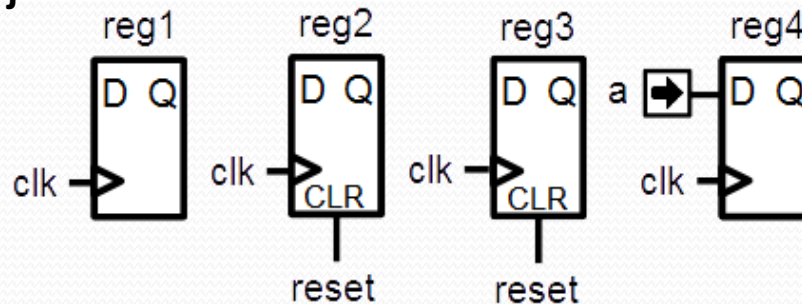 j
reg1 reg2 reg3 reg4
D Q D Q D Q a D Q
clk clk clk clk
CLR CLR
reset reset